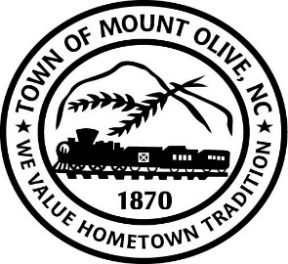 TOWN OF MOUNT OLIVE, NC
1870
★ WE VALUE HOMETOWN TRADITION ★